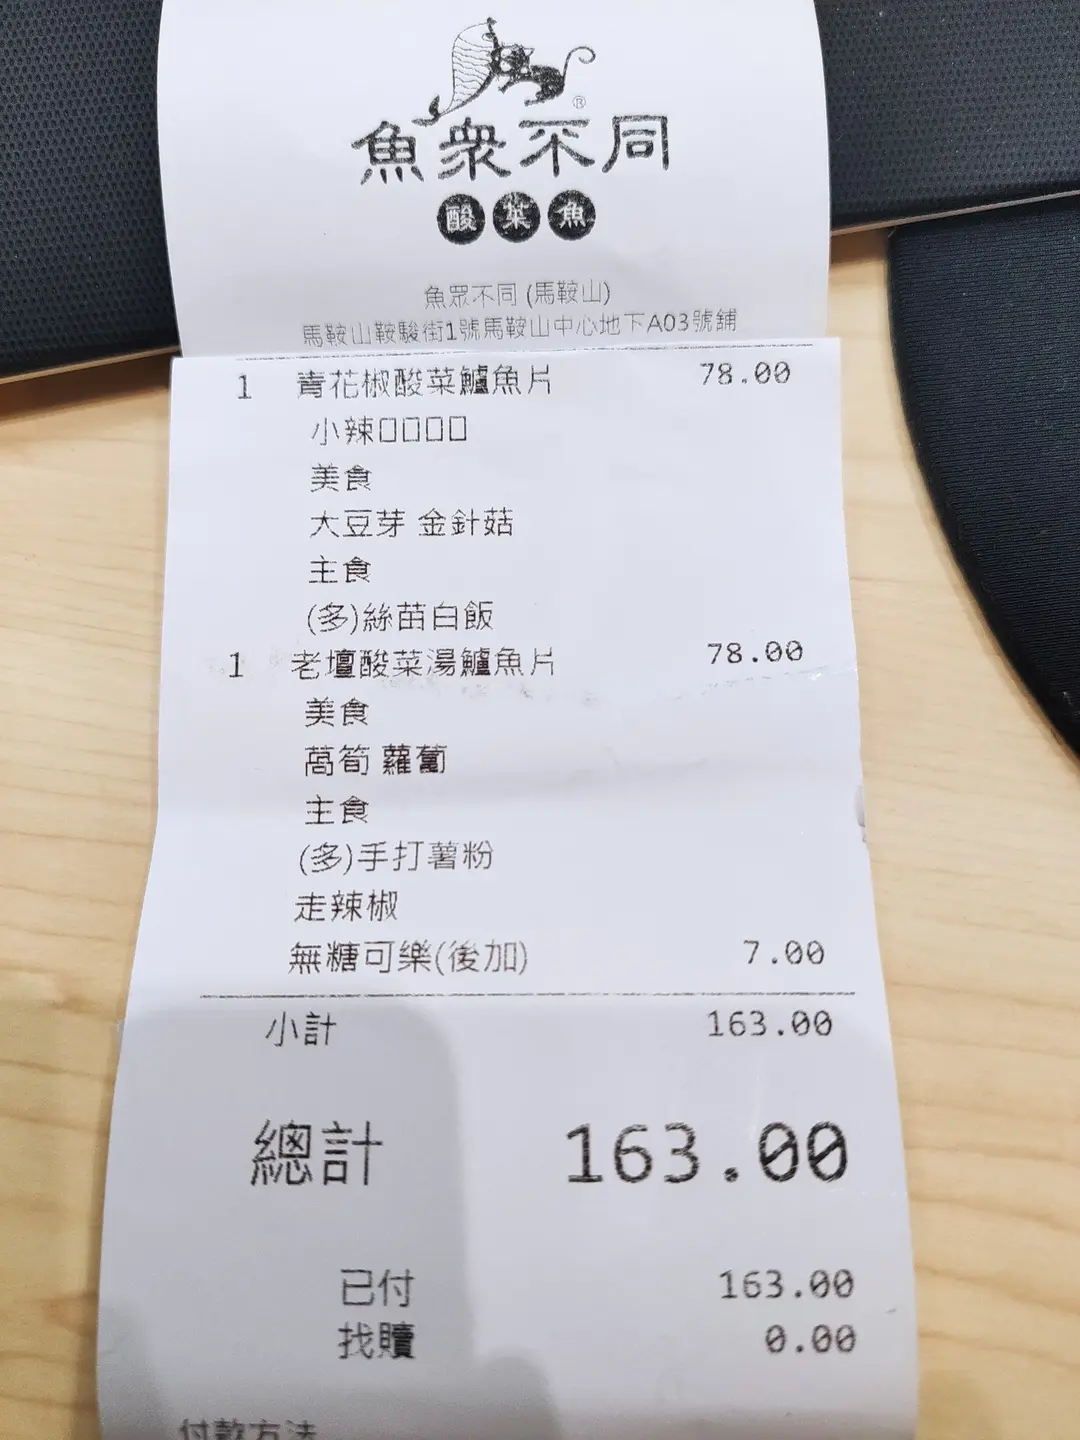 ®
魚衆不同
酸菜魚
魚眾不同 (馬鞍山)
馬鞍山鞍駿街1號馬鞍山中心地下A03號舖
1 青花椒酸菜鱸魚片 78.00
小辣□□□□
美食
大豆芽 金針菇
主食
(多)絲苗白飯
1 老壇酸菜湯鱸魚片 78.00
美食
萵筍 蘿蔔
主食
(多)手打薯粉
走辣椒
無糖可樂(後加) 7.00
小計 163.00
總計 163.00
已付 163.00
找贖 0.00
付款方法